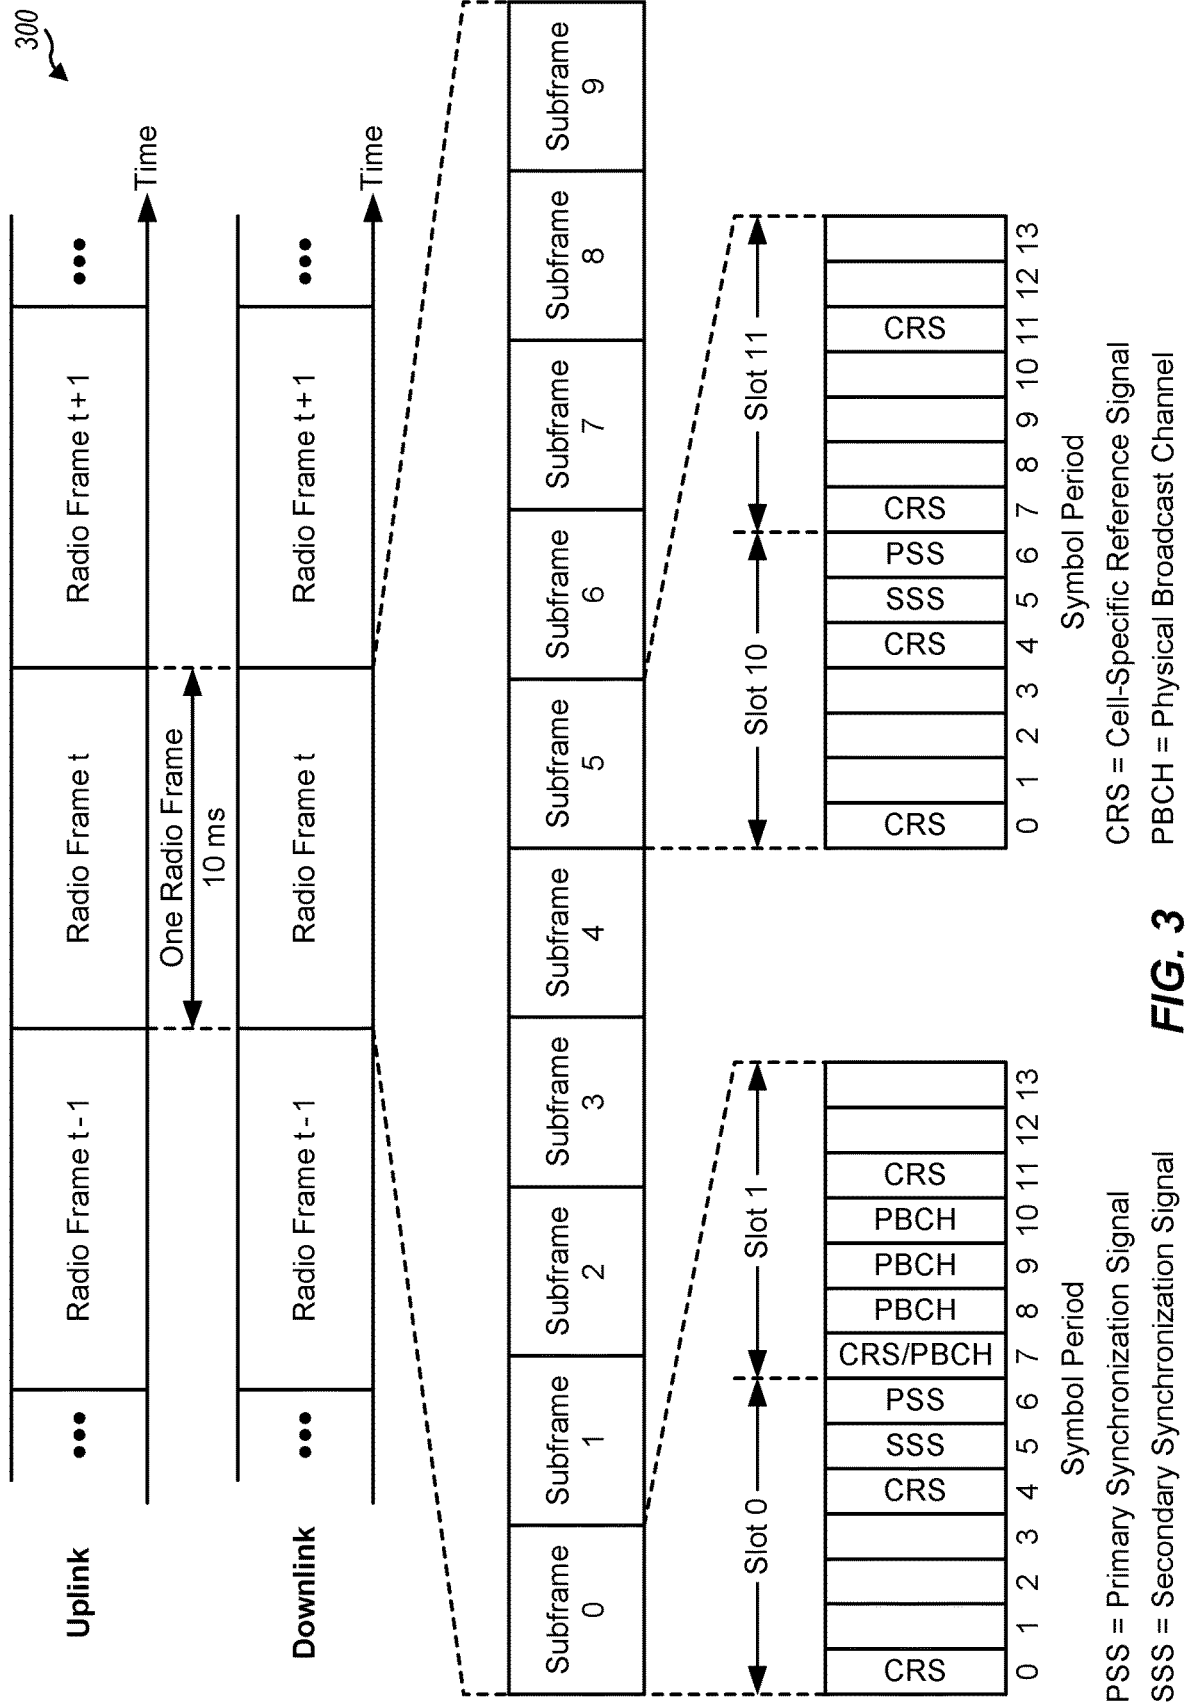 300
Uplink
••• Radio Frame t - 1 Radio Frame t Radio Frame t + 1 •••
Time
One Radio Frame
10 ms
Downlink
••• Radio Frame t - 1 Radio Frame t Radio Frame t + 1 •••
Time
Subframe 0
Subframe 1
Subframe 2
Subframe 3
Subframe 4
Subframe 5
Subframe 6
Subframe 7
Subframe 8
Subframe 9
Slot 0 Slot 1
CRS CRS SSS PSS CRS/PBCH PBCH PBCH PBCH CRS
0 1 2 3 4 5 6 7 8 9 10 11 12 13
Symbol Period
Slot 10 Slot 11
CRS CRS SSS PSS CRS CRS
0 1 2 3 4 5 6 7 8 9 10 11 12 13
Symbol Period
PSS = Primary Synchronization Signal
SSS = Secondary Synchronization Signal
CRS = Cell-Specific Reference Signal
PBCH = Physical Broadcast Channel
FIG. 3